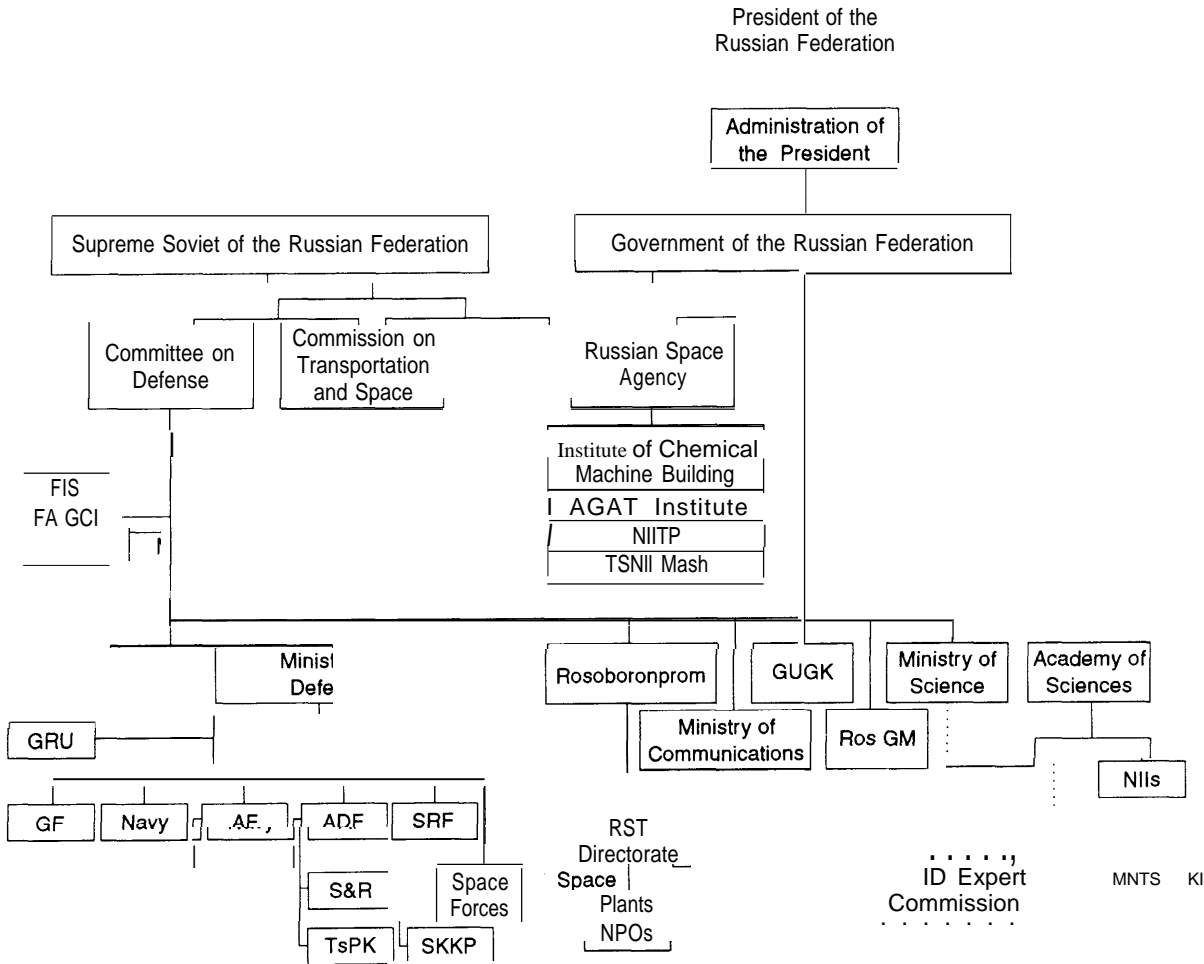 President of the
Russian Federation
Administration of
the President
Supreme Soviet of the Russian Federation
Government of the Russian Federation
Committee on
Defense
Commission on
Transportation
and Space
Russian Space
Agency
Institute of Chemical
Machine Building
AGAT Institute
NIITP
TSNII Mash
FIS
FA GCI
Minist
Defe
Rosoboronprom
GUGK
Ministry of
Science
Academy of
Sciences
Ministry of
Communications
Ros GM
GRU
NIIs
GF
Navy
AF
ADF
SRF
S&R
Space
Forces
TsPK
SKKP
RST
Directorate
Space
Plants
NPOs
ID Expert
Commission
MNTS KI